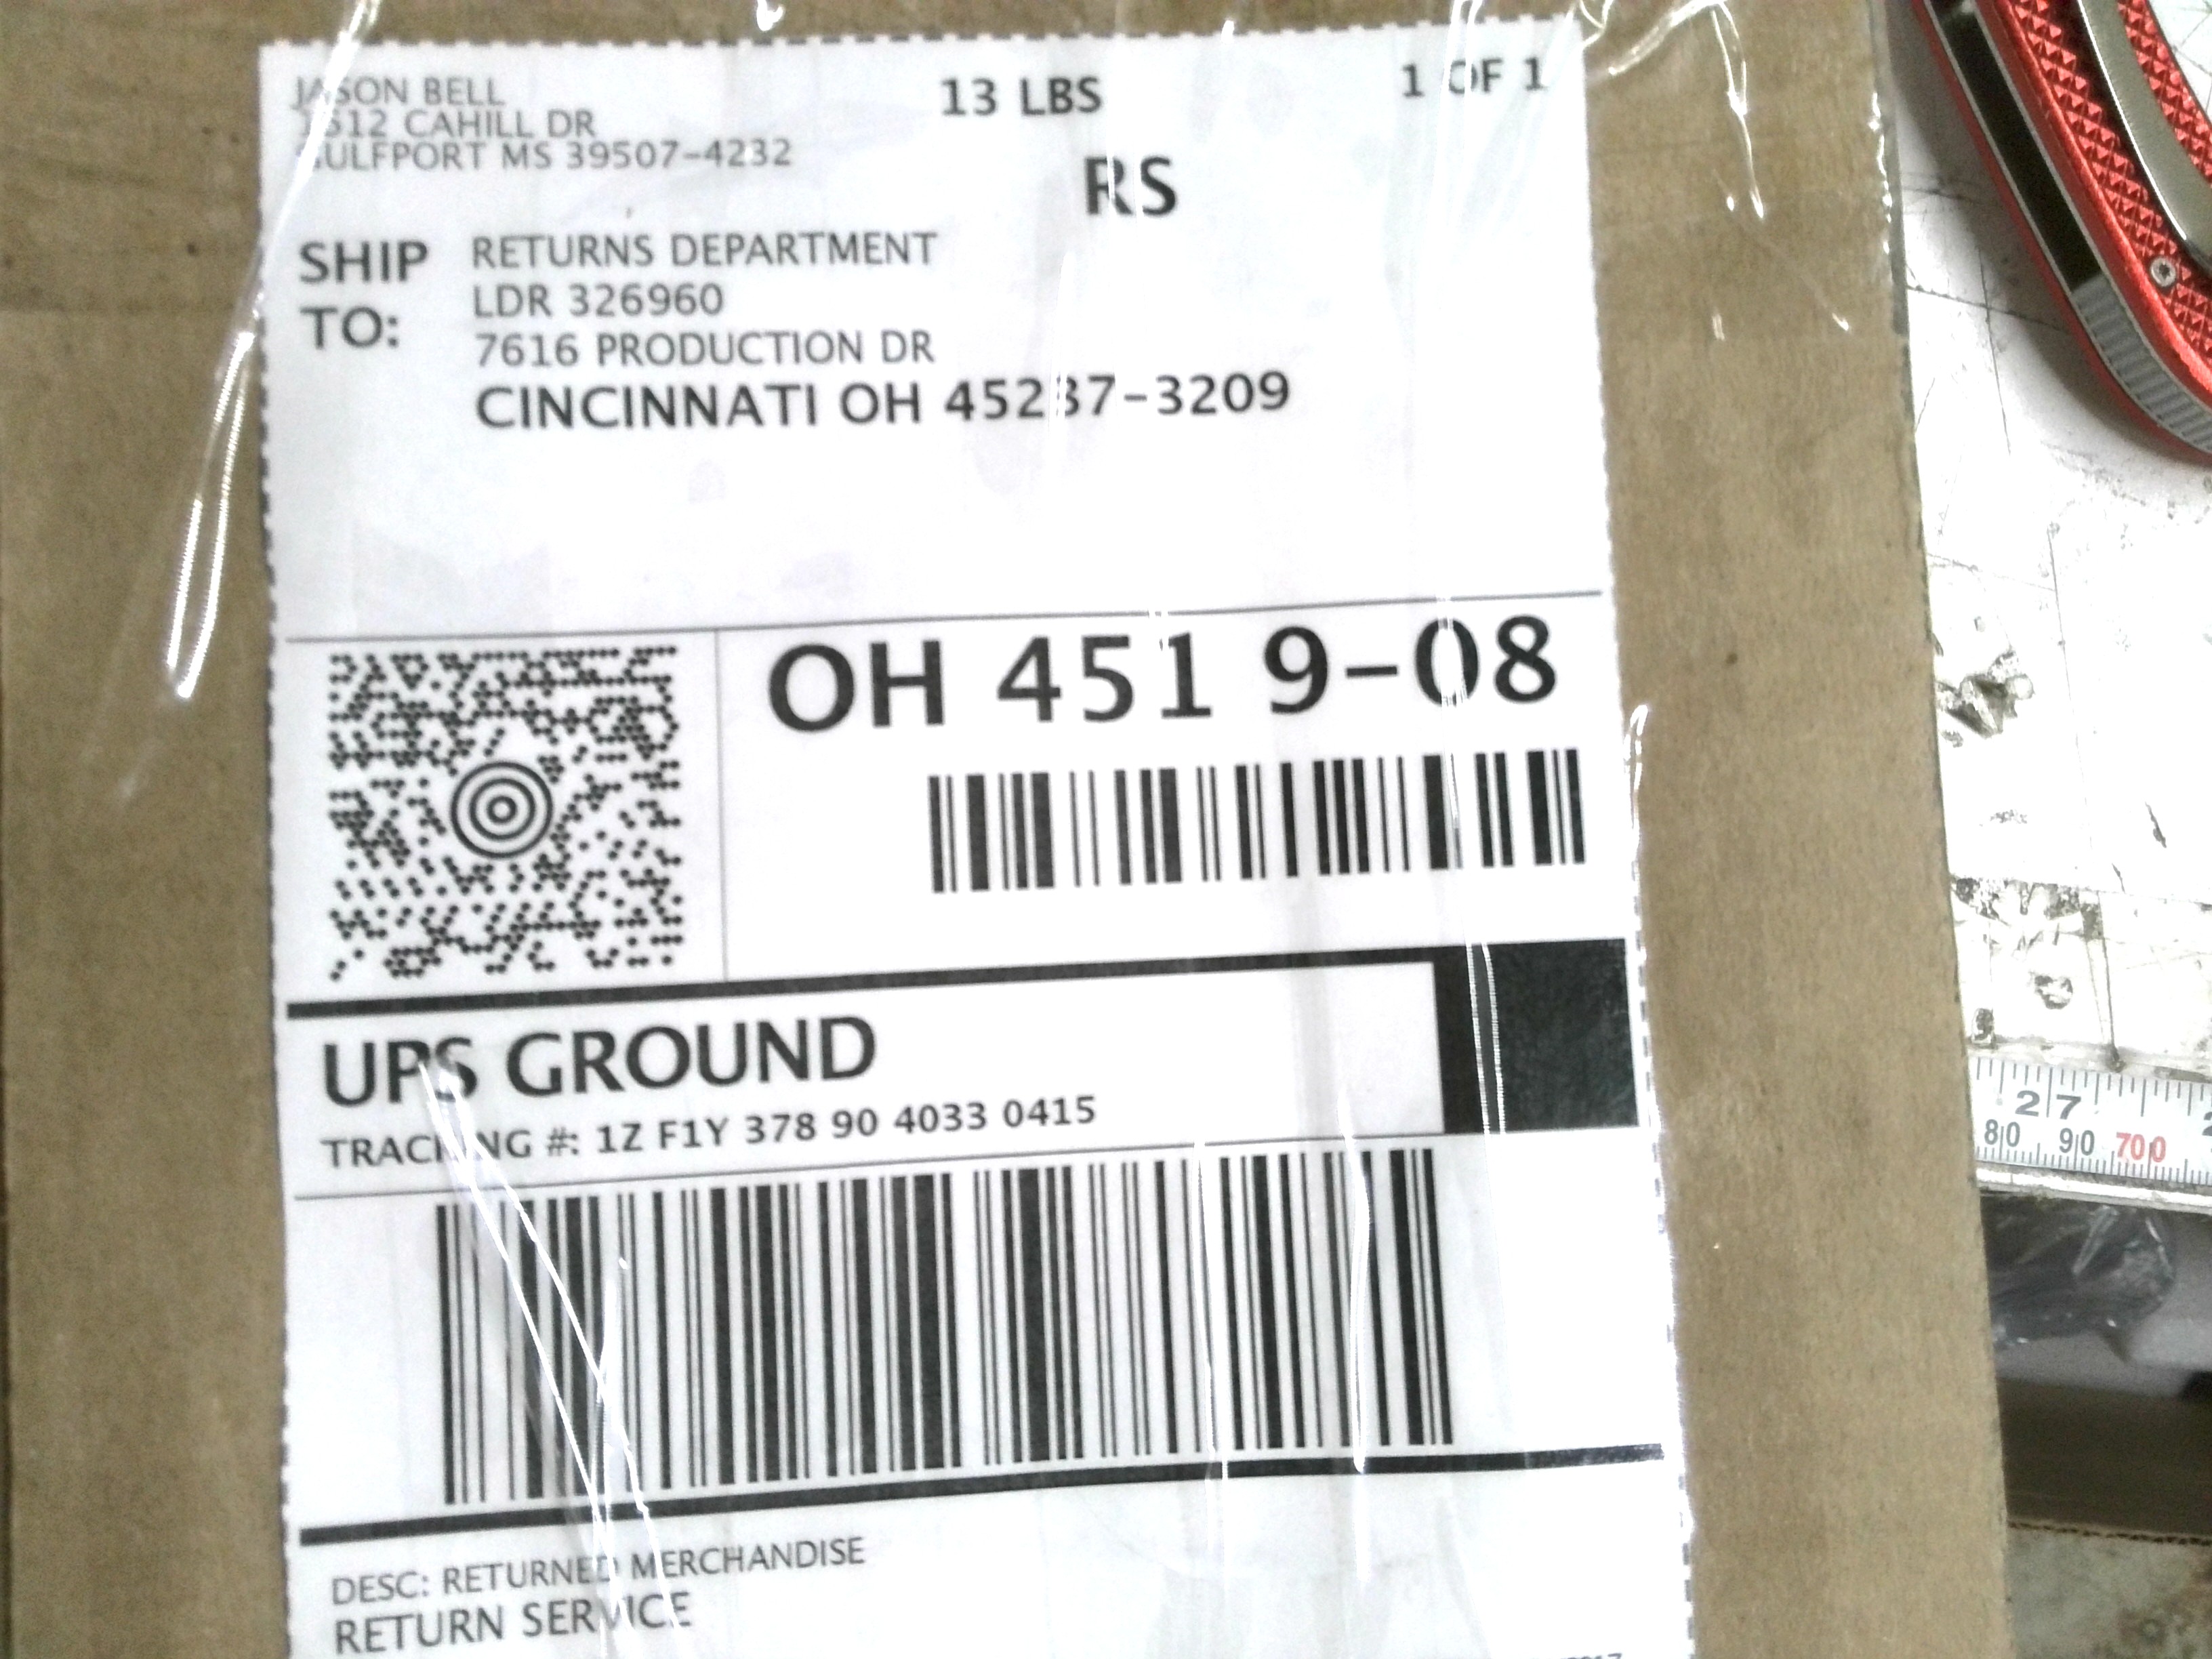 JASON BELL
1512 CAHILL DR
GULFPORT MS 39507-4232
13 LBS
1 OF 1
RS
SHIP TO:
RETURNS DEPARTMENT
LDR 326960
7616 PRODUCTION DR
CINCINNATI OH 45237-3209
OH 451 9-08
UPS GROUND
TRACKING #: 1Z F1Y 378 90 4033 0415
DESC: RETURNED MERCHANDISE
RETURN SERVICE
27
80 90 700